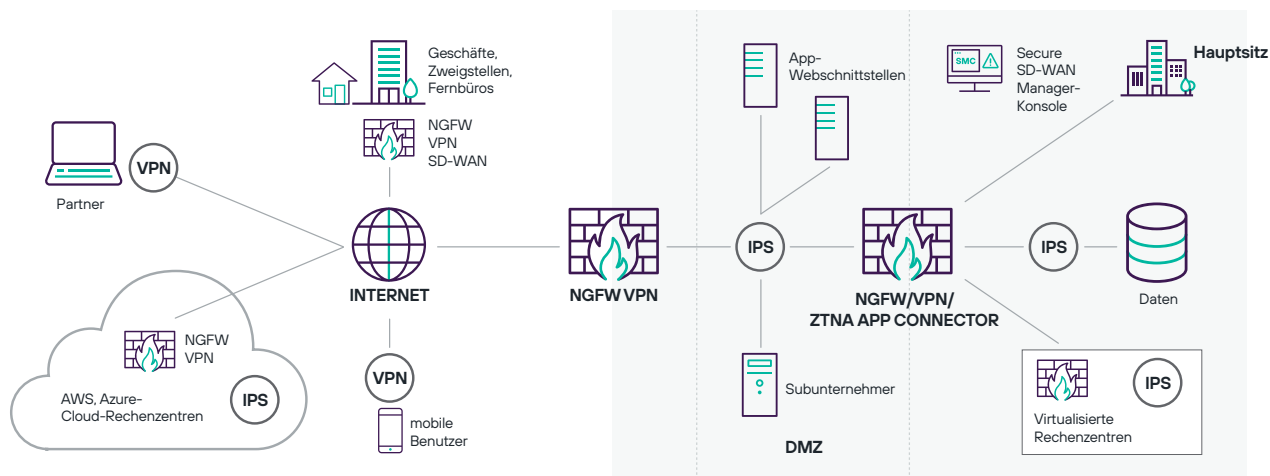 Geschäfte,
Zweigstellen,
Fernbüros
NGFW
VPN
SD-WAN
VPN
Partner
INTERNET
NGFW
VPN
AWS, Azure-
Cloud-Rechenzentren
IPS
VPN
mobile
Benutzer
NGFW VPN
App-
Webschnittstellen
IPS
Subunternehmer
DMZ
NGFW/VPN/
ZTNA APP CONNECTOR
SMC
Secure
SD-WAN
Manager-
Konsole
Hauptsitz
IPS
Daten
IPS
Virtualisierte
Rechenzentren